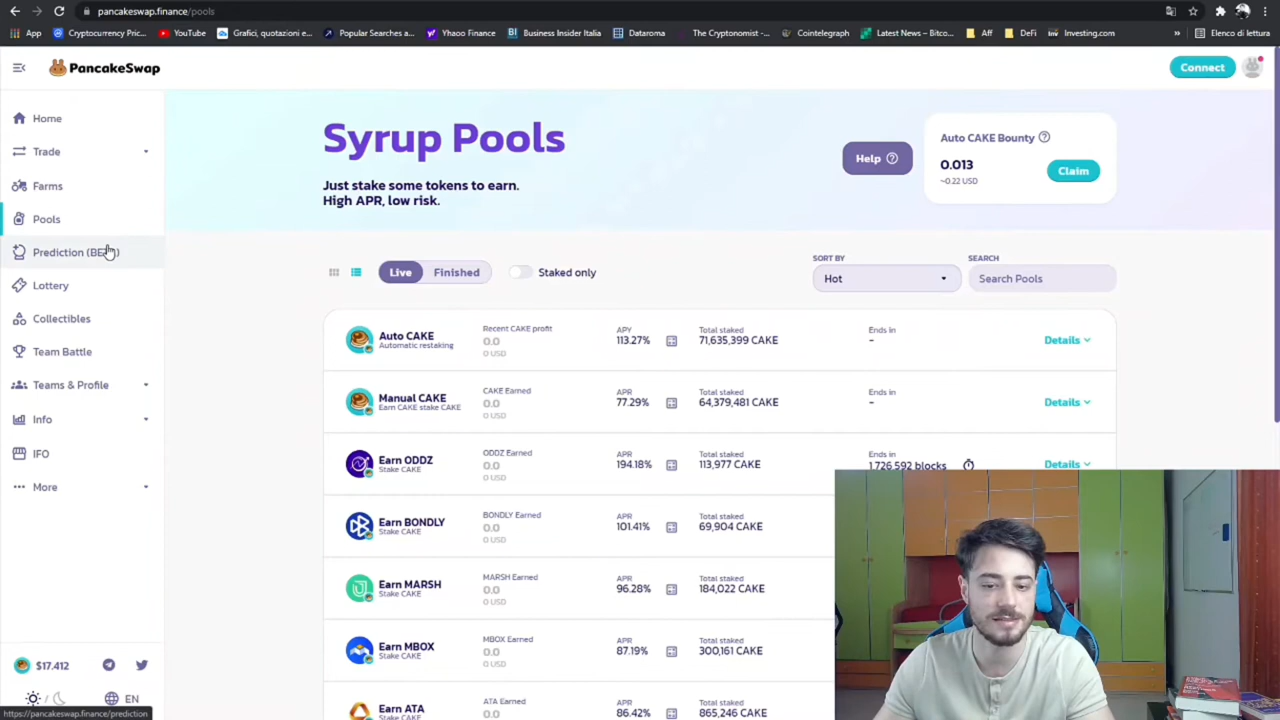 pancakeswap.finance/pools
App
Cryptocurrency Pric...
YouTube
Grafici, quotazioni e...
Popular Searches a...
Yhaoo Finance
Business Insider Italia
Dataroma
The Cryptonomist -...
Cointelegraph
Latest News – Bitco...
Aff
DeFi
Investing.com
»
Elenco di lettura
PancakeSwap
Connect
Home
Trade
Farms
Pools
Prediction (BE
Lottery
Collectibles
Team Battle
Teams & Profile
Info
IFO
More
$17.412
EN
https://pancakeswap.finance/prediction
Syrup Pools
Just stake some tokens to earn.
High APR, low risk.
Help
Auto CAKE Bounty
0.013
~0.22 USD
Claim
Live
Finished
Staked only
SORT BY
Hot
SEARCH
Search Pools
Auto CAKE
Automatic restaking
Recent CAKE profit
0.0
0 USD
APY
113.27%
Total staked
71,635,399 CAKE
Ends in
-
Details
Manual CAKE
Earn CAKE stake CAKE
CAKE Earned
0.0
0 USD
APR
77.29%
Total staked
64,379,481 CAKE
Ends in
-
Details
Earn ODDZ
Stake CAKE
ODDZ Earned
0.0
0 USD
APR
194.18%
Total staked
113,977 CAKE
Ends in
1,726,592 blocks
Details
Earn BONDLY
Stake CAKE
BONDLY Earned
0.0
0 USD
APR
101.41%
Total staked
69,904 CAKE
Earn MARSH
Stake CAKE
MARSH Earned
0.0
0 USD
APR
96.28%
Total staked
184,022 CAKE
Earn MBOX
Stake CAKE
MBOX Earned
0.0
0 USD
APR
87.19%
Total staked
300,161 CAKE
Earn ATA
Stake CAKE
ATA Earned
0.0
APR
86.42%
Total staked
865,246 CAKE